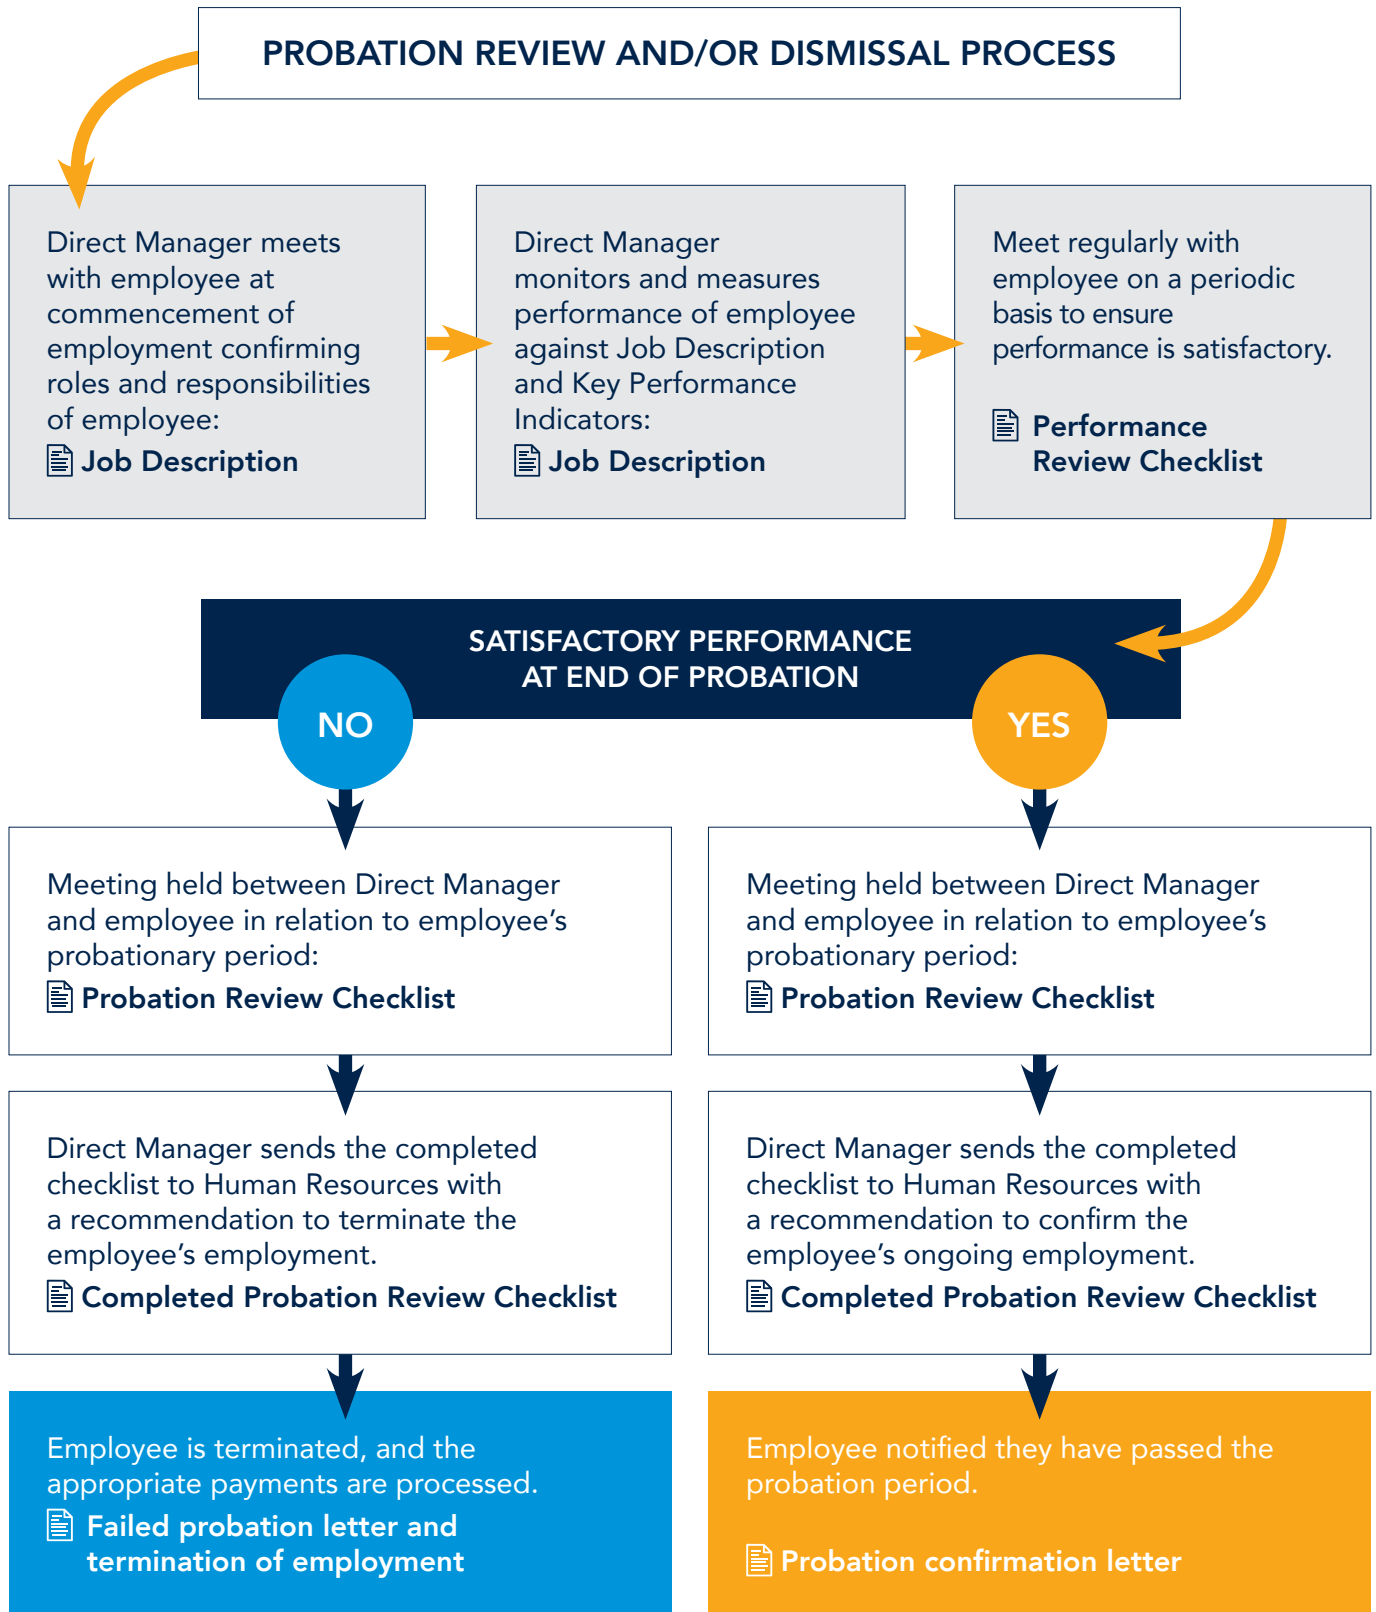 PROBATION REVIEW AND/OR DISMISSAL PROCESS
Direct Manager meets
with employee at
commencement of
employment confirming
roles and responsibilities
of employee:
Job Description
Direct Manager
monitors and measures
performance of employee
against Job Description
and Key Performance
Indicators:
Job Description
Meet regularly with
employee on a periodic
basis to ensure
performance is satisfactory.
Performance
Review Checklist
SATISFACTORY PERFORMANCE
AT END OF PROBATION
NO
YES
Meeting held between Direct Manager
and employee in relation to employee’s
probationary period:
Probation Review Checklist
Direct Manager sends the completed
checklist to Human Resources with
a recommendation to terminate the
employee’s employment.
Completed Probation Review Checklist
Employee is terminated, and the
appropriate payments are processed.
Failed probation letter and
termination of employment
Meeting held between Direct Manager
and employee in relation to employee’s
probationary period:
Probation Review Checklist
Direct Manager sends the completed
checklist to Human Resources with
a recommendation to confirm the
employee’s ongoing employment.
Completed Probation Review Checklist
Employee notified they have passed the
probation period.
Probation confirmation letter